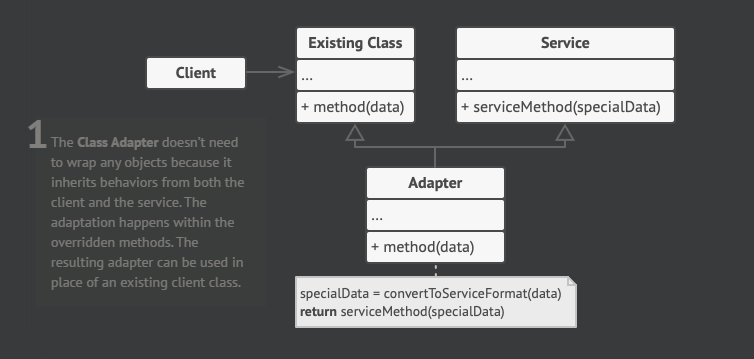 Client
Existing Class
...
+ method(data)
Service
...
+ serviceMethod(specialData)
1
The Class Adapter doesn't need
to wrap any objects because it
inherits behaviors from both the
client and the service. The
adaptation happens within the
overridden methods. The
resulting adapter can be used in
place of an existing client class.
Adapter
...
+ method(data)
specialData = convertToServiceFormat(data)
return serviceMethod(specialData)